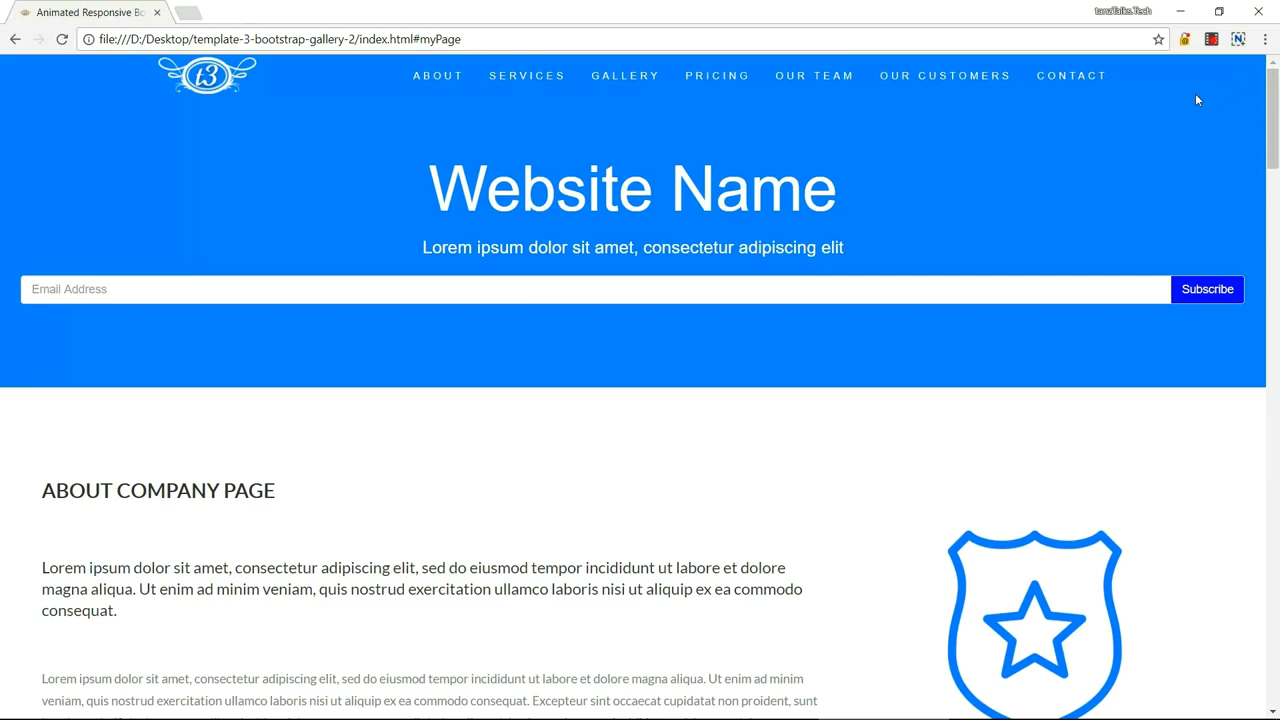 Animated Responsive Bo
tanzTalks.Tech
file:///D:/Desktop/template-3-bootstrap-gallery-2/index.html#myPage
t3
ABOUT SERVICES GALLERY PRICING OUR TEAM OUR CUSTOMERS CONTACT
Website Name
Lorem ipsum dolor sit amet, consectetur adipiscing elit
Email Address Subscribe
ABOUT COMPANY PAGE
Lorem ipsum dolor sit amet, consectetur adipiscing elit, sed do eiusmod tempor incididunt ut labore et dolore
magna aliqua. Ut enim ad minim veniam, quis nostrud exercitation ullamco laboris nisi ut aliquip ex ea commodo
consequat.
Lorem ipsum dolor sit amet, consectetur adipiscing elit, sed do eiusmod tempor incididunt ut labore et dolore magna aliqua. Ut enim ad minim
veniam, quis nostrud exercitation ullamco laboris nisi ut aliquip ex ea commodo consequat. Excepteur sint occaecat cupidatat non proident, sunt